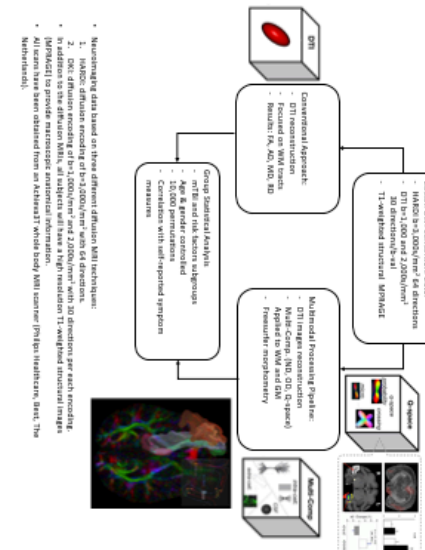 - HARDI b=3,000s/mm² 64 directions
- DTI b=1,000 and 2,000s/mm²
30 directions/b-val
- T1-weighted structural MPRAGE
DTI
Conventional Approach:
- DTI reconstruction
- Focused on WM tracts
- Results: FA, AD, MD, RD
Multimodal Processing Pipeline:
- DTI images reconstruction
- Multi-Comp. (ND, OD, Q-space)
Applied to WM and GM
- Freesurfer morphometry
Q-space
Multi-Comp
Group Statistical Analysis
- mTBI and risk factors subgroups
- Age & gender controlled
- 10,000 permutations
- Correlation with self-reported symptom
measures
• Neuroimaging data based on three different diffusion MRI techniques:
1. HARDI: diffusion encoding of b=3,000s/mm² with 64 directions.
2. DKI: diffusion encoding of b=1,000s/mm² and 2,000s/mm² with 30 directions per each encoding.
• In addition to the diffusion MRIs, all subjects will have a high resolution T1-weighted structural images
(MPRAGE) to provide macroscopic anatomical information.
• All scans have been obtained from an Achieva3T whole body MRI scanner (Philips Healthcare, Best, The
Netherlands).